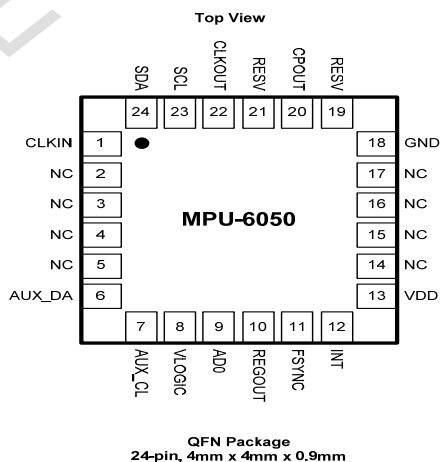 Top View
SDA SCL CLKOUT RESV CPOUT RESV
24 23 22 21 20 19
CLKIN 1 18 GND
NC 2 17 NC
NC 3 16 NC
NC 4 15 NC
NC 5 14 NC
AUX_DA 6 13 VDD
MPU-6050
7 8 9 10 11 12
AUX_CL VLOGIC AD0 REGOUT FSYNC INT
QFN Package
24-pin, 4mm x 4mm x 0.9mm